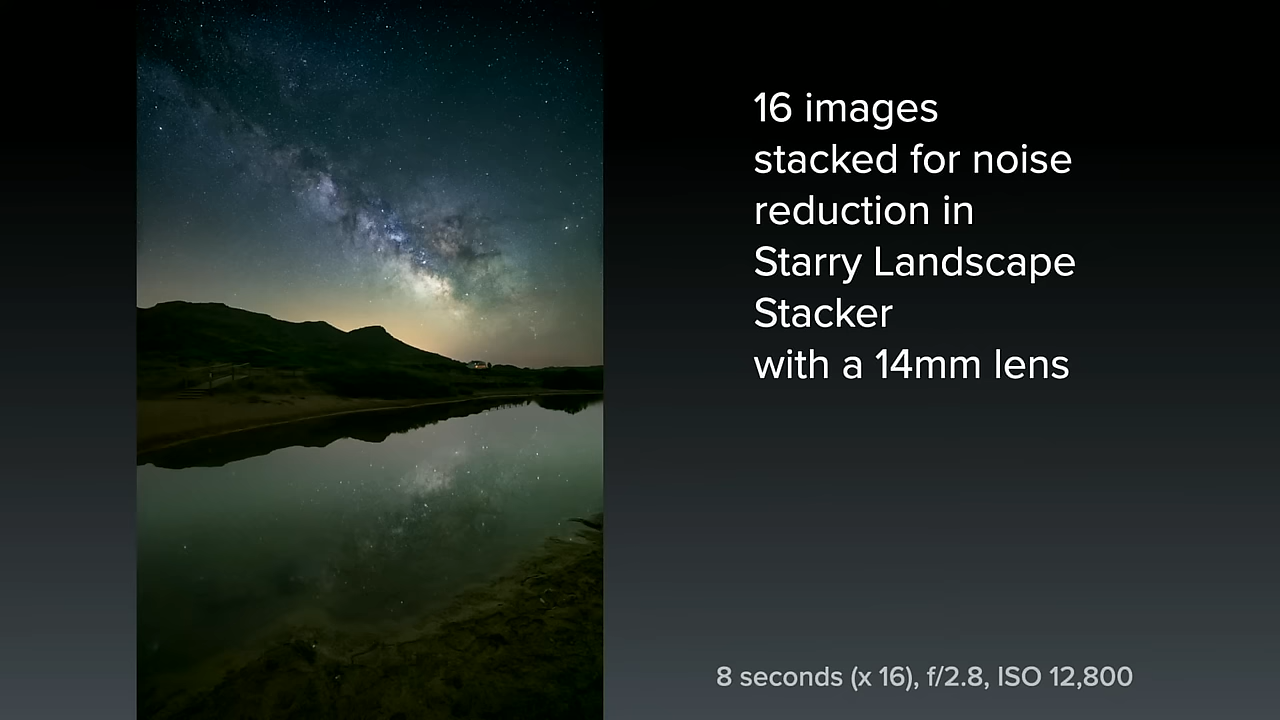 16 images
stacked for noise
reduction in
Starry Landscape
Stacker
with a 14mm lens
8 seconds (x 16), f/2.8, ISO 12,800